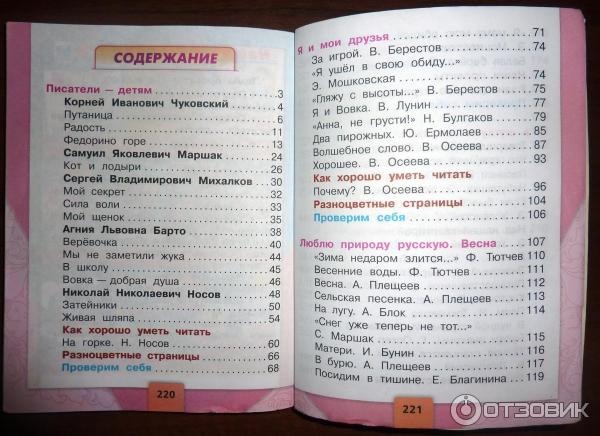 СОДЕРЖАНИЕ
Писатели — детям ........ 3
Корней Иванович Чуковский ........ 4
Путаница ........ 6
Радость ........ 11
Федорино горе ........ 13
Самуил Яковлевич Маршак ........ 24
Кот и лодыри ........ 26
Сергей Владимирович Михалков ........ 30
Мой секрет ........ 32
Сила воли ........ 33
Мой щенок ........ 35
Агния Львовна Барто ........ 38
Верёвочка ........ 40
Мы не заметили жука ........ 44
В школу ........ 45
Вовка — добрая душа ........ 46
Николай Николаевич Носов ........ 48
Затейники ........ 50
Живая шляпа ........ 54
Как хорошо уметь читать
На горке. Н. Носов ........ 60
Разноцветные страницы ........ 66
Проверим себя ........ 68
220
Я и мои друзья ........ 71
За игрой. В. Берестов ........ 74
«Я ушёл в свою обиду...»
Э. Мошковская ........ 74
«Гляжу с высоты...» В. Берестов ........ 75
Я и Вовка. В. Лунин ........ 77
«Анна, не грусти!» Н. Булгаков ........ 79
Два пирожных. Ю. Ермолаев ........ 85
Волшебное слово. В. Осеева ........ 87
Хорошее. В. Осеева ........ 93
Как хорошо уметь читать
Почему? В. Осеева ........ 96
Разноцветные страницы ........ 104
Проверим себя ........ 106
Люблю природу русскую. Весна ........ 107
«Зима недаром злится...» Ф. Тютчев 110
Весенние воды. Ф. Тютчев ........ 111
Весна. А. Плещеев ........ 112
Сельская песенка. А. Плещеев ........ 113
На лугу. А. Блок ........ 114
«Снег уже теперь не тот...»
С. Маршак ........ 115
Матери. И. Бунин ........ 116
В бурю. А. Плещеев ........ 117
Посидим в тишине. Е. Благинина ........ 119
221
ОТЗОВИК